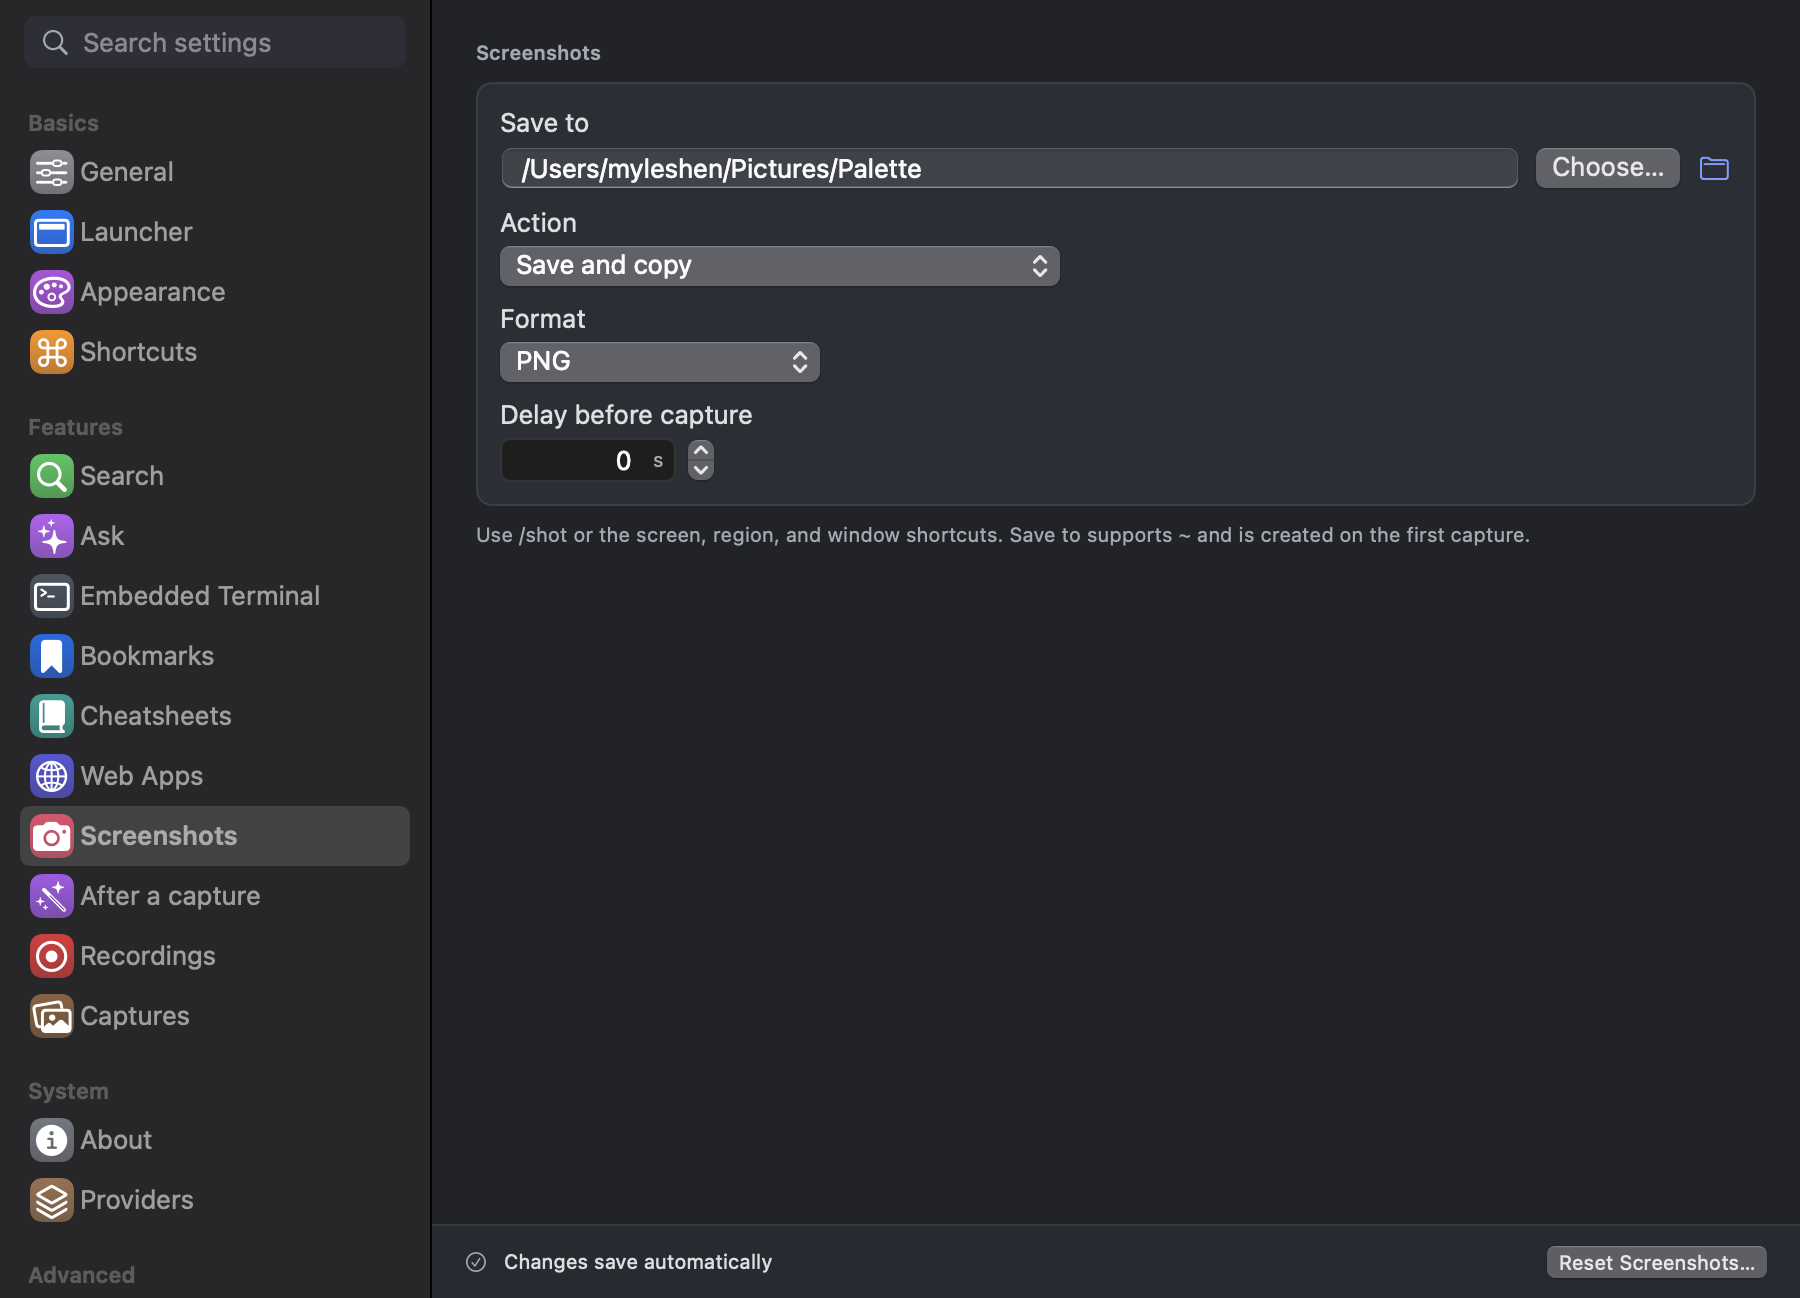 Search settings
Basics
General
Launcher
Appearance
Shortcuts
Features
Search
Ask
Embedded Terminal
Bookmarks
Cheatsheets
Web Apps
Screenshots
After a capture
Recordings
Captures
System
About
Providers
Advanced
Screenshots
Save to
/Users/myleshen/Pictures/Palette
Choose...
Action
Save and copy
Format
PNG
Delay before capture
0 s
Use /shot or the screen, region, and window shortcuts. Save to supports ~ and is created on the first capture.
Changes save automatically
Reset Screenshots...